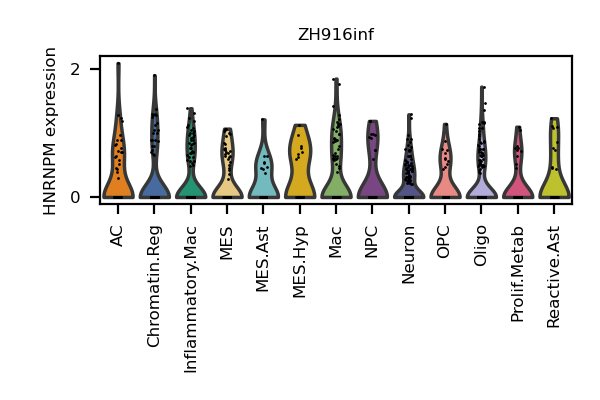 ZH916inf
HNRNPM expression
2
0
AC
Chromatin.Reg
Inflammatory.Mac
MES
MES.Ast
MES.Hyp
Mac
NPC
Neuron
OPC
Oligo
Prolif.Metab
Reactive.Ast